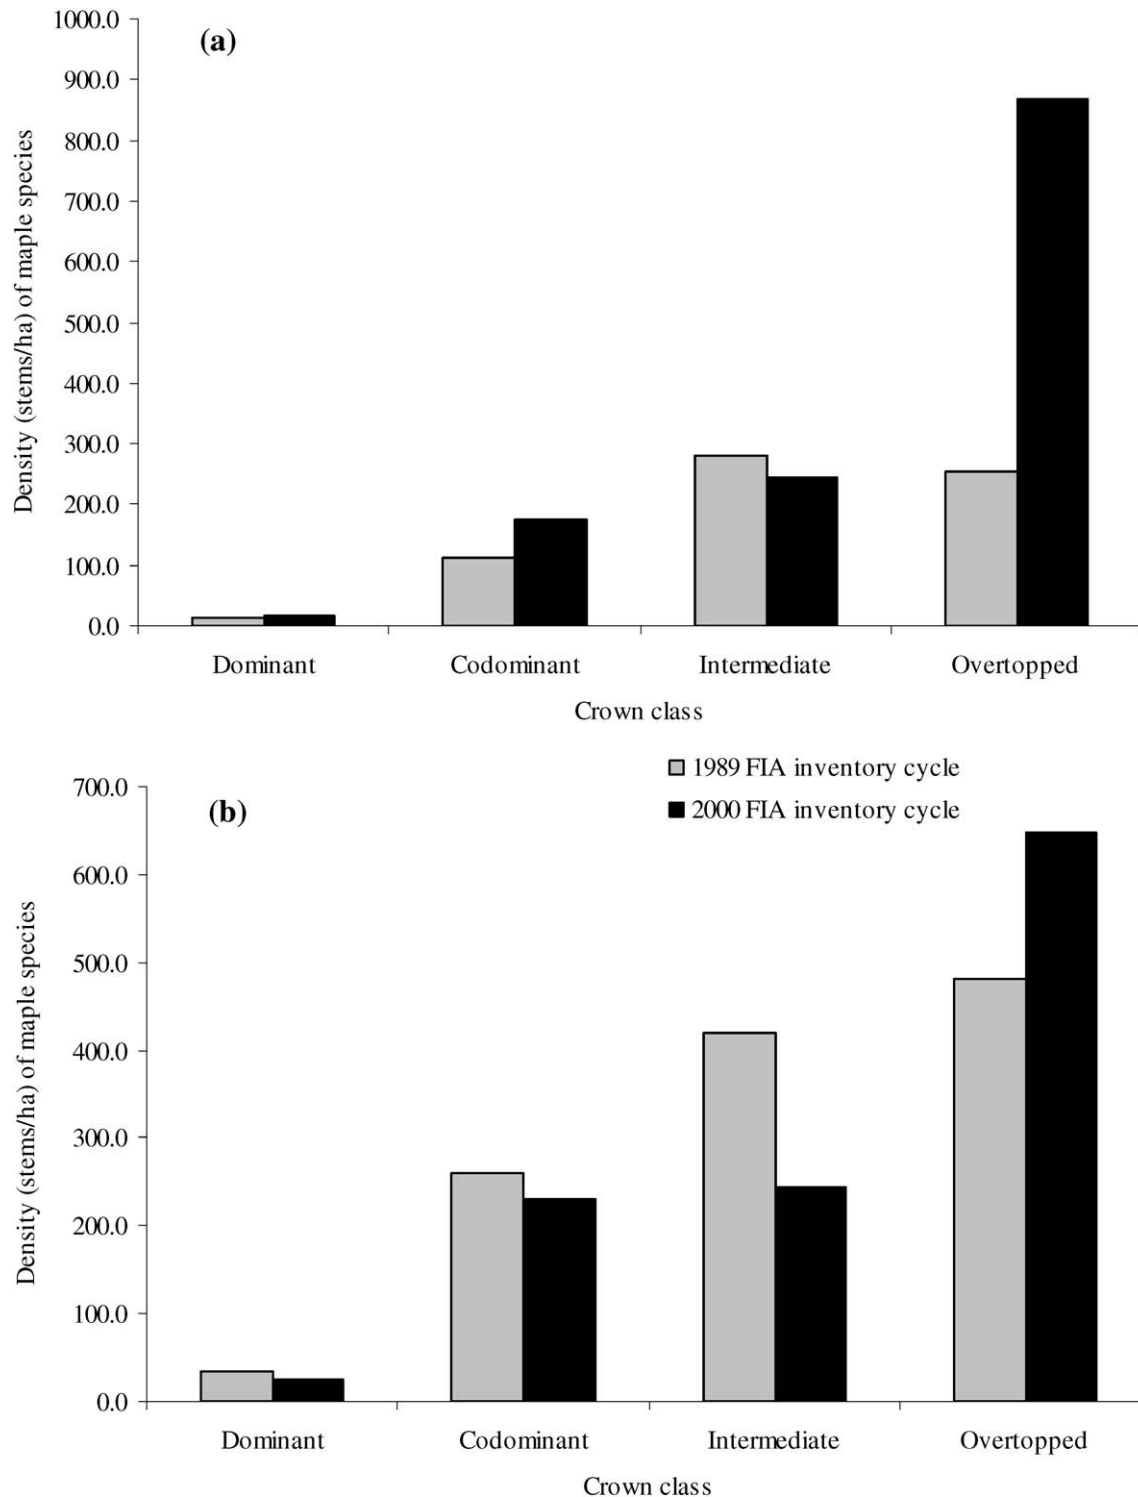 (a)
Density (stems/ha) of maple species
1000.0
900.0
800.0
700.0
600.0
500.0
400.0
300.0
200.0
100.0
0.0
Dominant Codominant Intermediate Overtopped
Crown class
1989 FIA inventory cycle
2000 FIA inventory cycle
(b)
Density (stems/ha) of maple species
700.0
600.0
500.0
400.0
300.0
200.0
100.0
0.0
Dominant Codominant Intermediate Overtopped
Crown class